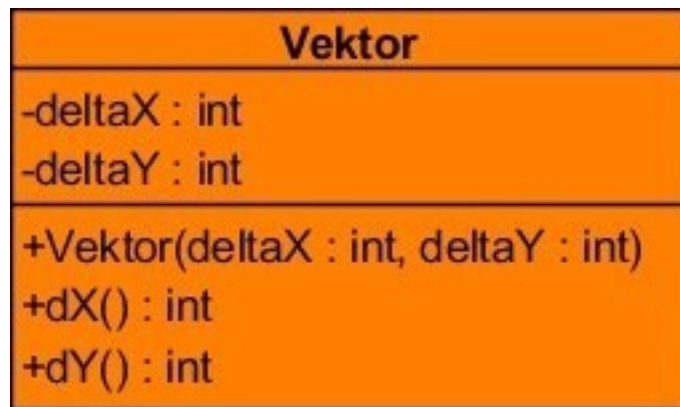 Vektor
-deltaX : int
-deltaY : int
+Vektor(deltaX : int, deltaY : int)
+dX() : int
+dY() : int